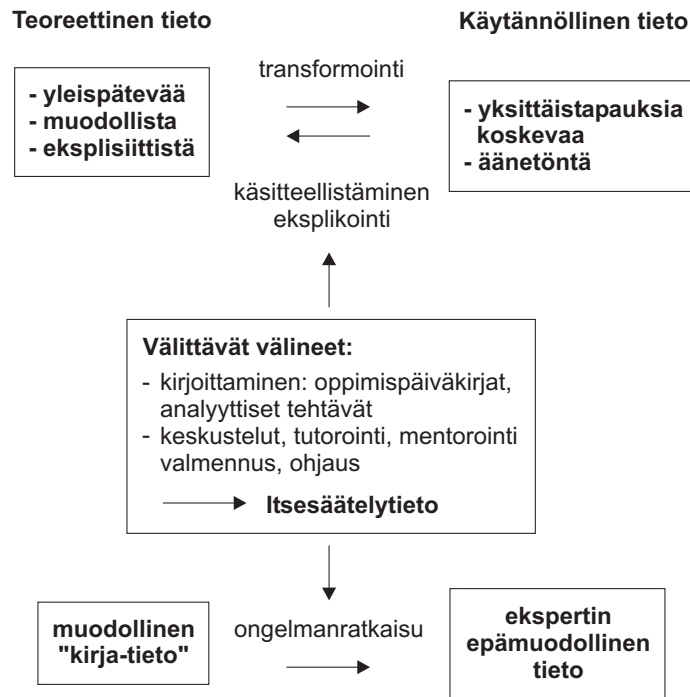 Teoreettinen tieto
Käytännöllinen tieto
transformointi
- yleispätevää
- muodollista
- eksplisiittistä
- yksittäistapauksia
koskevaa
- äänetöntä
käsitteellistäminen
eksplikointi
Välittävät välineet:
- kirjoittaminen: oppimispäiväkirjat,
analyyttiset tehtävät
- keskustelut, tutorointi, mentorointi
valmennus, ohjaus
Itsesäätelytieto
muodollinen
"kirja-tieto"
ongelmanratkaisu
ekspertin
epämuodollinen
tieto